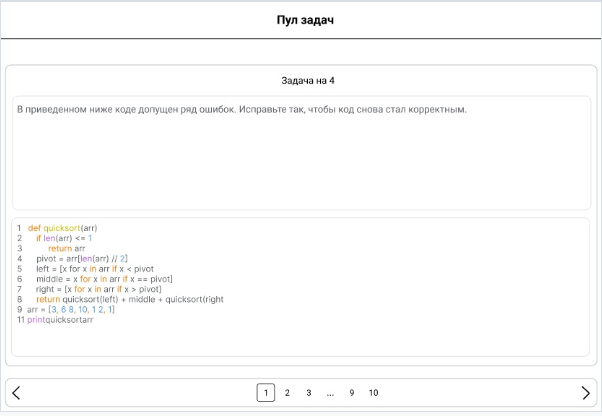 Пул задач
Задача на 4
В приведенном ниже коде допущен ряд ошибок. Исправьте так, чтобы код снова стал корректным.
1 def quicksort(arr)
2 if len(arr) <= 1
3 return arr
4 pivot = arr[len(arr) // 2]
5 left = [x for x in arr if x < pivot
6 middle = x for x in arr if x == pivot]
7 right = [x for x in arr if x > pivot]
8 return quicksort(left) + middle + quicksort(right
9 arr = [3, 6 8, 10, 1 2, 1]
11 printquicksortarr
1 2 3 ... 9 10